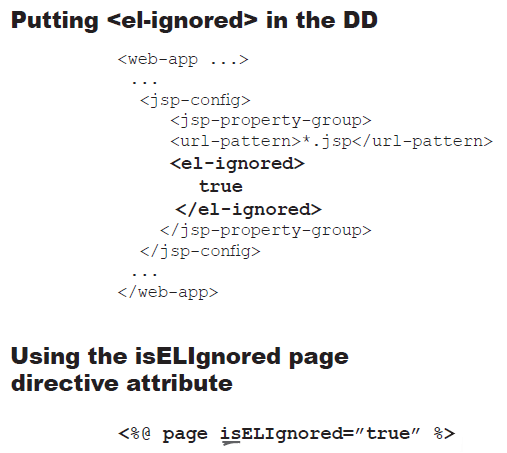 Putting <el-ignored> in the DD
<web-app ...>
...
<jsp-config>
<jsp-property-group>
<url-pattern>*.jsp</url-pattern>
<el-ignored>
true
</el-ignored>
</jsp-property-group>
</jsp-config>
...
</web-app>
Using the isELIgnored page
directive attribute
<%@ page isELIgnored=”true” %>